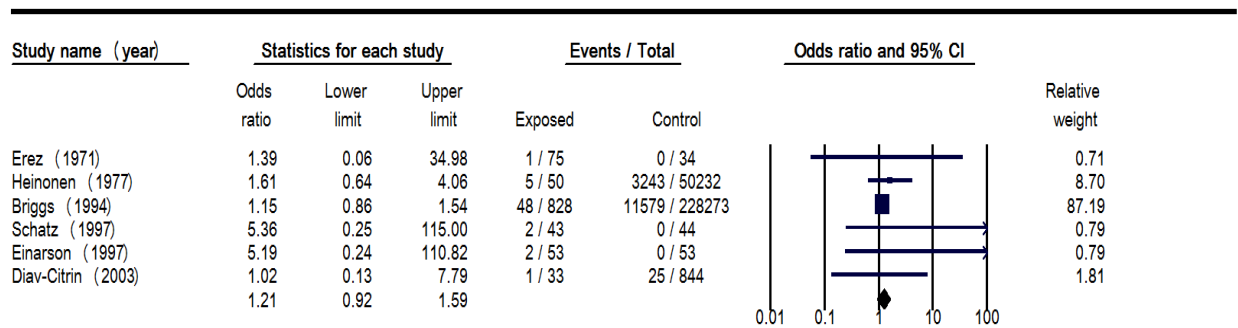 Study name (year) Statistics for each study Events / Total Odds ratio and 95% CI
Odds Lower Upper Relative
ratio limit limit Exposed Control weight
Erez (1971) 1.39 0.06 34.98 1 / 75 0 / 34 0.71
Heinonen (1977) 1.61 0.64 4.06 5 / 50 3243 / 50232 8.70
Briggs (1994) 1.15 0.86 1.54 48 / 828 11579 / 228273 87.19
Schatz (1997) 5.36 0.25 115.00 2 / 43 0 / 44 0.79
Einarson (1997) 5.19 0.24 110.82 2 / 53 0 / 53 0.79
Diav-Citrin (2003) 1.02 0.13 7.79 1 / 33 25 / 844 1.81
1.21 0.92 1.59
0.01 0.1 1 10 100